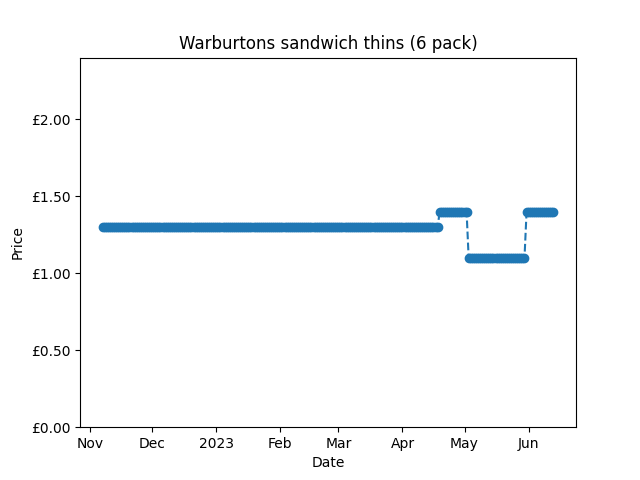 Warburtons sandwich thins (6 pack)
£2.00
£1.50
£1.00
£0.50
£0.00
Price
Nov Dec 2023 Feb Mar Apr May Jun
Date